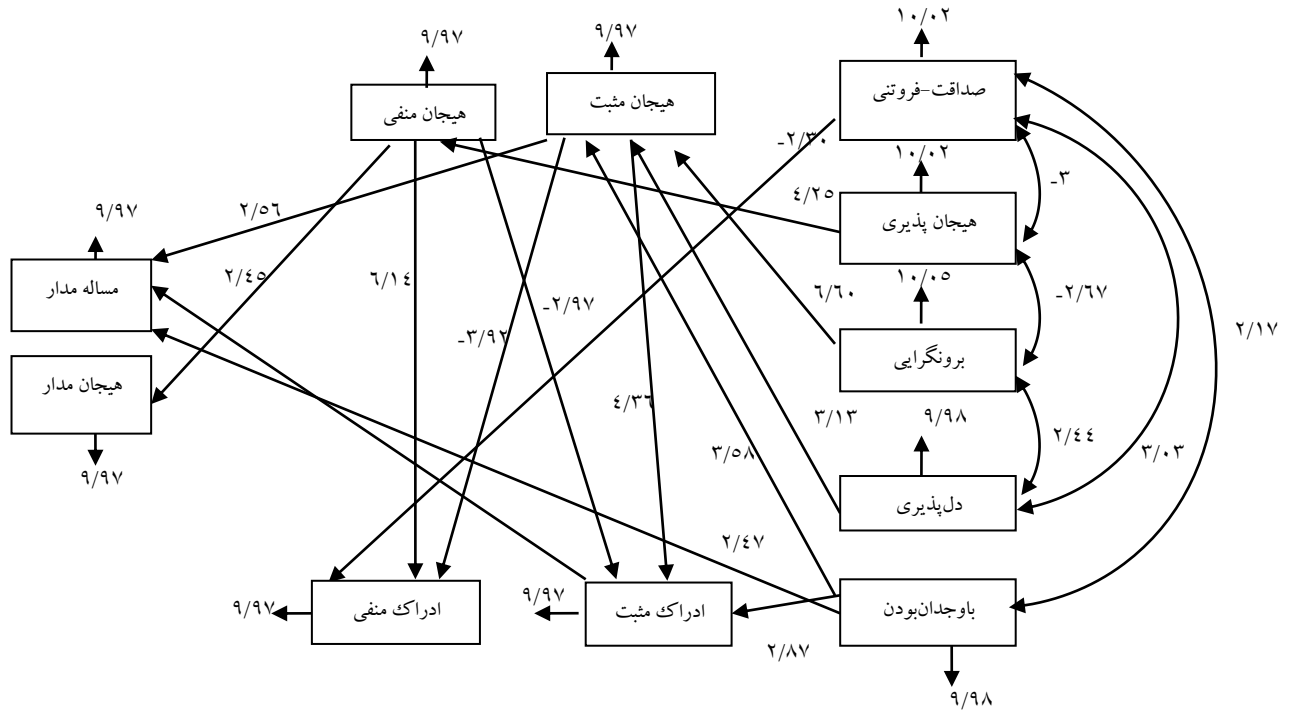 ۱۰/۰۲
۹/۹۷
۹/۹۷
صداقت-فروتنی
هیجان مثبت
هیجان منفی
-۲/۳۰
۱۰/۰۲
-۳
۴/۲۵
۲/۵۶
۹/۹۷
هیجان پذیری
۱۰/۰۵
۲/۴۵
۶/۱۴
مساله مدار
-۲/۹۷
۶/۶۰
-۲/۶۷
۲/۱۷
-۳/۹۲
برونگرایی
هیجان مدار
۴/۳۶
۳/۱۳
۹/۹۸
۲/۴۴
۳/۵۸
۳/۰۳
۹/۹۷
دل‌پذیری
۲/۴۷
۹/۹۷
۹/۹۷
ادراک منفی
ادراک مثبت
باوجدان‌بودن
۲/۸۷
۹/۹۸